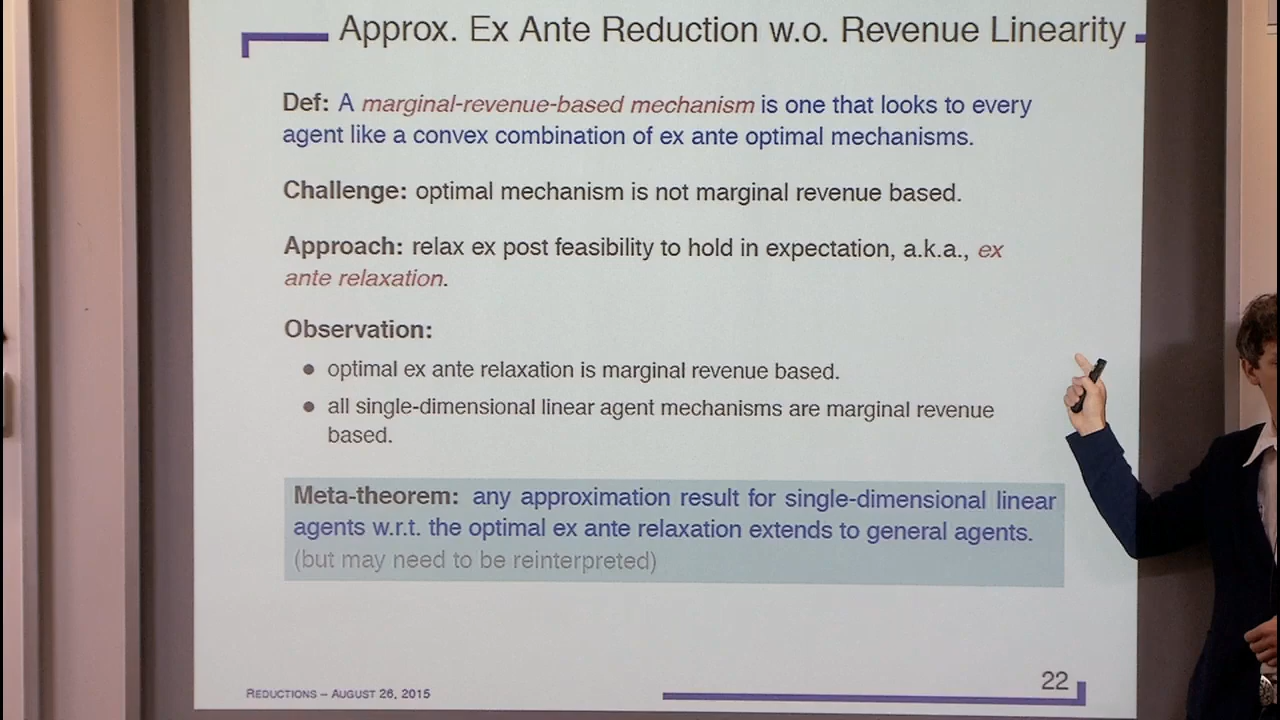 Approx. Ex Ante Reduction w.o. Revenue Linearity
Def: A marginal-revenue-based mechanism is one that looks to every
agent like a convex combination of ex ante optimal mechanisms.
Challenge: optimal mechanism is not marginal revenue based.
Approach: relax ex post feasibility to hold in expectation, a.k.a., ex
ante relaxation.
Observation:
• optimal ex ante relaxation is marginal revenue based.
• all single-dimensional linear agent mechanisms are marginal revenue
based.
Meta-theorem: any approximation result for single-dimensional linear
agents w.r.t. the optimal ex ante relaxation extends to general agents.
(but may need to be reinterpreted)
REDUCTIONS – AUGUST 26, 2015
22